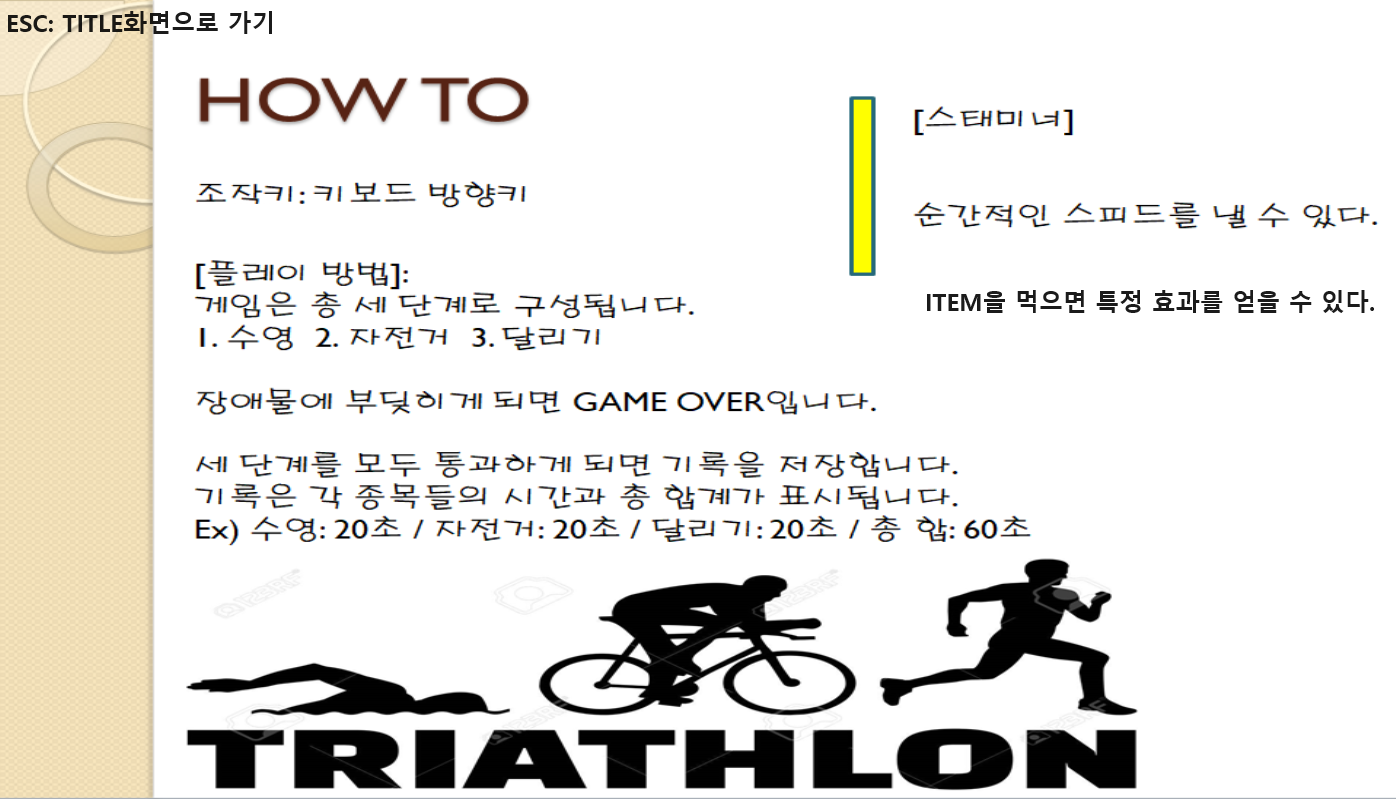 ESC: TITLE화면으로 가기
HOW TO
조작키: 키보드 방향키
[플레이 방법]:
게임은 총 세 단계로 구성됩니다.
1. 수영 2. 자전거 3. 달리기
장애물에 부딪히게 되면 GAME OVER입니다.
세 단계를 모두 통과하게 되면 기록을 저장합니다.
기록은 각 종목들의 시간과 총 합계가 표시됩니다.
Ex) 수영: 20초 / 자전거: 20초 / 달리기: 20초 / 총 합: 60초
[스태미너]
순간적인 스피드를 낼 수 있다.
ITEM을 먹으면 특정 효과를 얻을 수 있다.
123RF
123RF
123RF
123RF
TRIATHLON